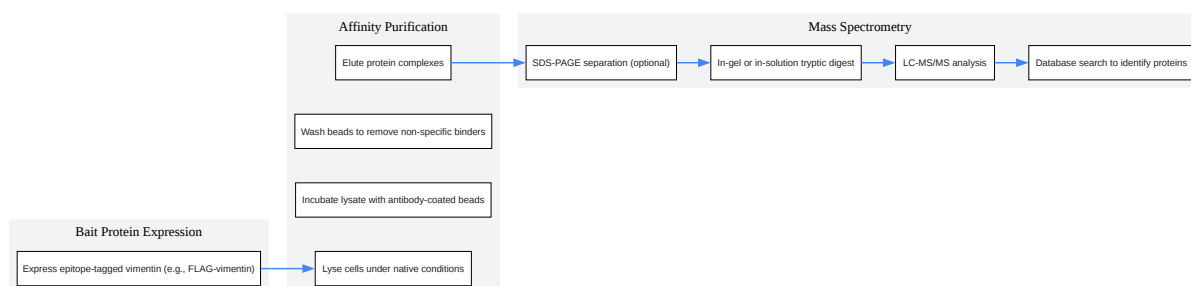 Affinity Purification
Mass Spectrometry
Elute protein complexes
SDS-PAGE separation (optional)
In-gel or in-solution tryptic digest
LC-MS/MS analysis
Database search to identify proteins
Wash beads to remove non-specific binders
Incubate lysate with antibody-coated beads
Bait Protein Expression
Express epitope-tagged vimentin (e.g., FLAG-vimentin)
Lyse cells under native conditions